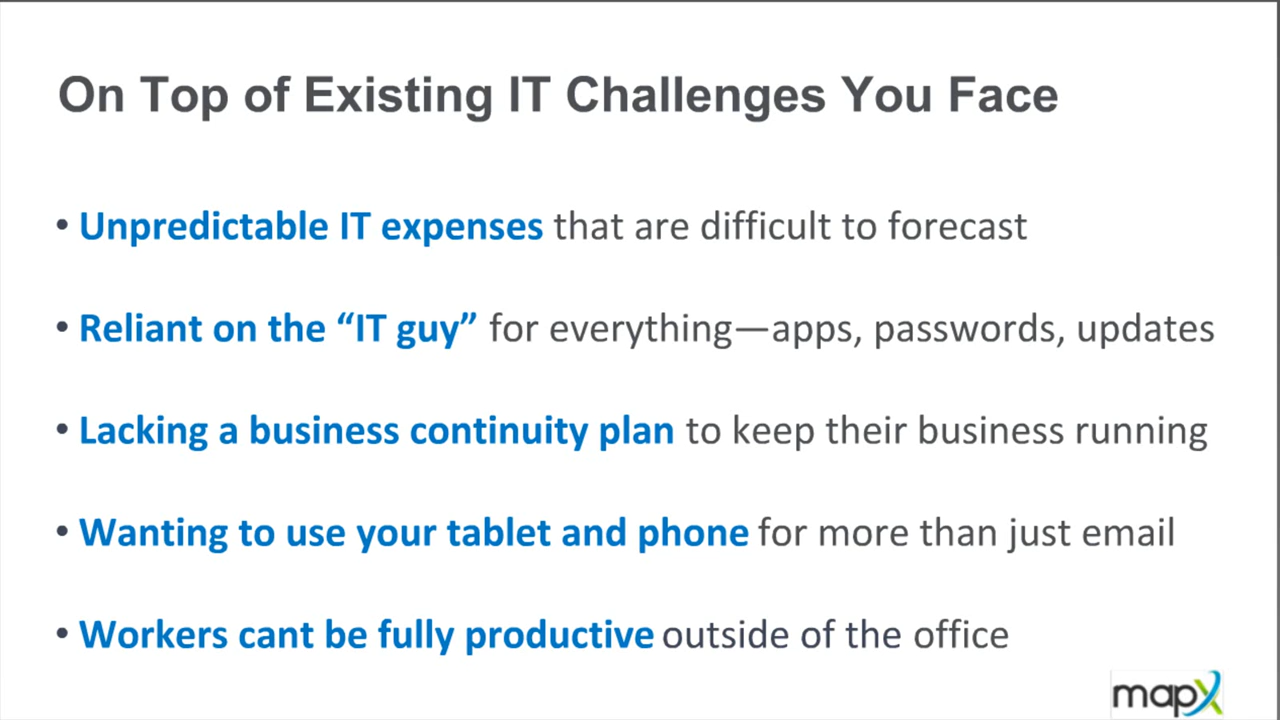 On Top of Existing IT Challenges You Face
• Unpredictable IT expenses that are difficult to forecast
• Reliant on the “IT guy” for everything—apps, passwords, updates
• Lacking a business continuity plan to keep their business running
• Wanting to use your tablet and phone for more than just email
• Workers cant be fully productive outside of the office
mapX